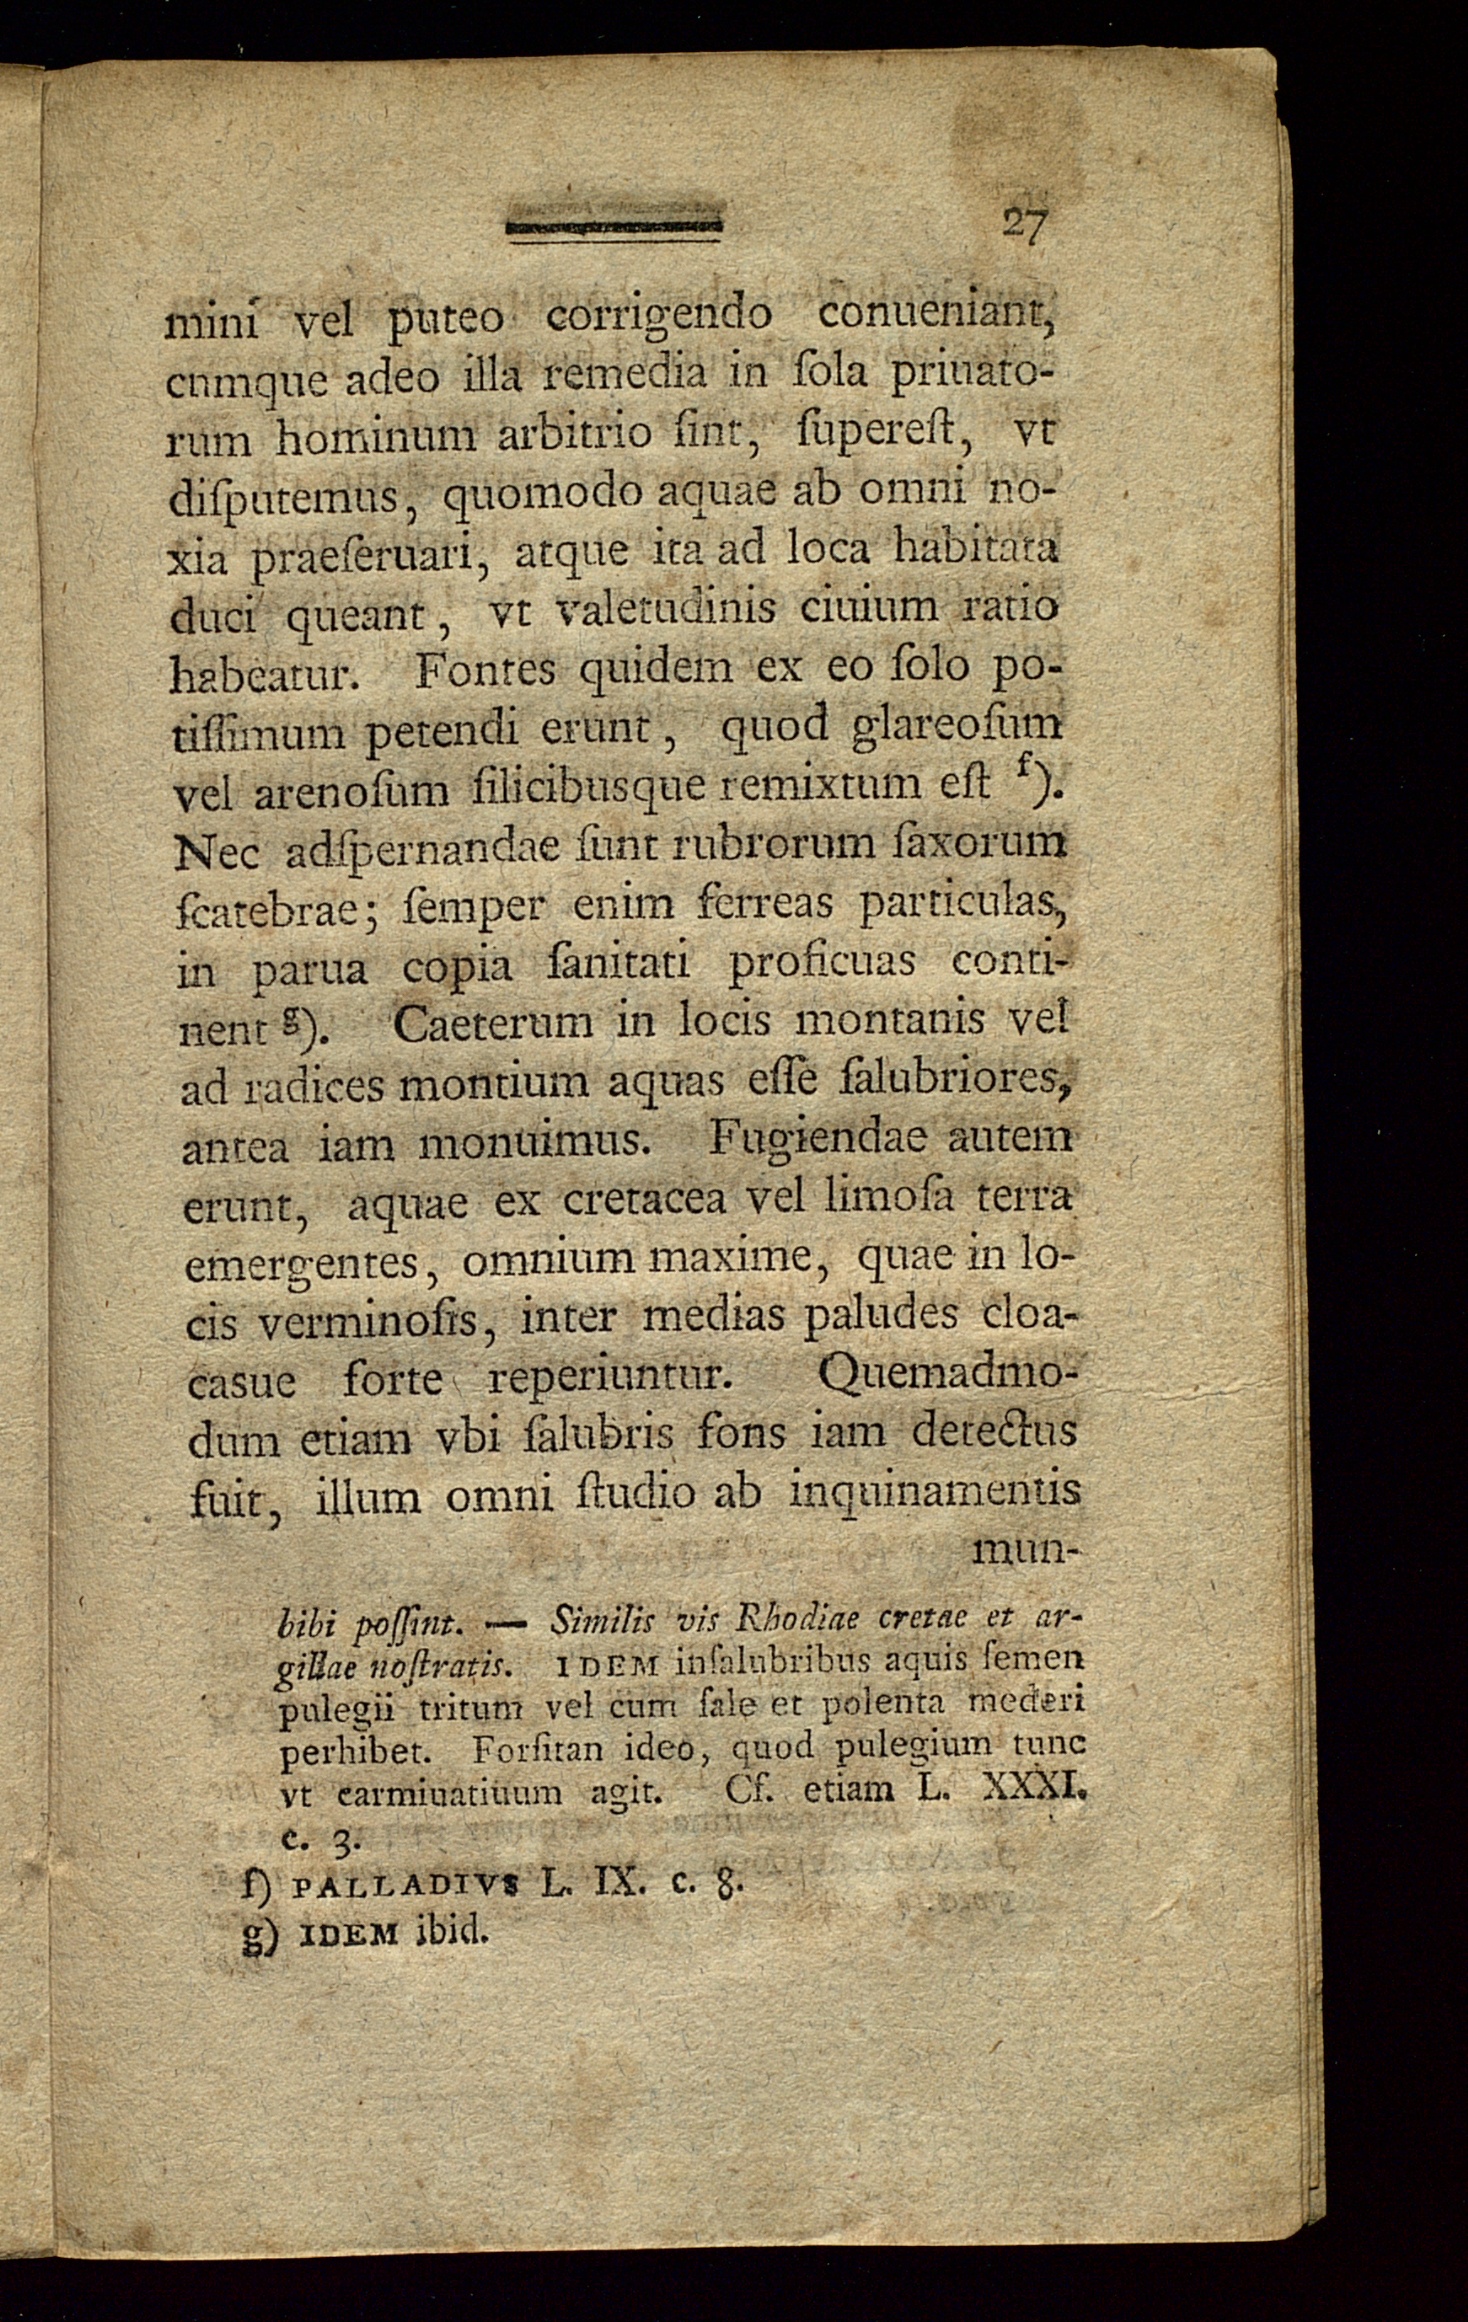 27
mini vel puteo corrigendo conueniant,
cnmque adeo illa remedia in ſola priuato-
rum hominum arbitrio ſint, ſupereſt, vt
diſputemus, quomodo aquae ab omni no-
xia praeſeruari, atque ita ad loca habitata
duci queant, vt valetudinis ciuium ratio
habeatur. Fontes quidem ex eo ſolo po-
tiſſimum petendi erunt, quod glareoſum
vel arenoſum ſilicibusque remixtum eſt f).
Nec adſpernandae ſunt rubrorum ſaxorum
ſcatebrae; ſemper enim ferreas particulas,
in parua copia ſanitati proficuas conti-
nent g). Caeterum in locis montanis vel
ad radices montium aquas eſſe ſalubriores,
antea iam monuimus. Fugiendae autem
erunt, aquae ex cretacea vel limoſa terra
emergentes, omnium maxime, quae in lo-
cis verminoſis, inter medias paludes cloa-
casue forte reperiuntur. Quemadmo-
dum etiam vbi ſalubris fons iam detectus
fuit, illum omni ſtudio ab inquinamentis
mun-
bibi poſſint. — Similis vis Rhodiae cretae et ar-
gillae noſtratis. IDEM inſalubribus aquis ſemen
pulegii tritum vel cum ſale et polenta mederi
perhibet. Forſitan ideo, quod pulegium tunc
vt carmiuatiuum agit. Cf. etiam L. XXXI.
c. 3.
f) PALLADIVS L. IX. c. 8.
g) IDEM ibid.